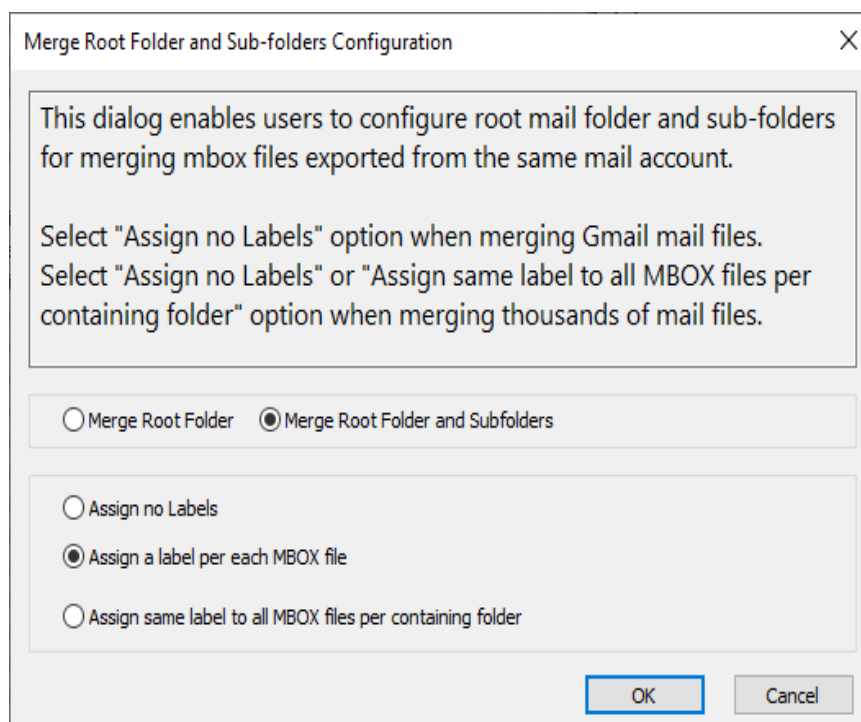 Merge Root Folder and Sub-folders Configuration
This dialog enables users to configure root mail folder and sub-folders
for merging mbox files exported from the same mail account.
Select "Assign no Labels" option when merging Gmail mail files.
Select "Assign no Labels" or "Assign same label to all MBOX files per
containing folder" option when merging thousands of mail files.
Merge Root Folder Merge Root Folder and Subfolders
Assign no Labels
Assign a label per each MBOX file
Assign same label to all MBOX files per containing folder
OK Cancel